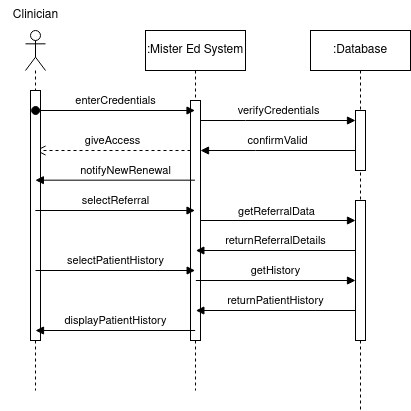 Clinician
:Mister Ed System
:Database
enterCredentials
verifyCredentials
giveAccess
confirmValid
notifyNewRenewal
selectReferral
getReferralData
returnReferralDetails
selectPatientHistory
getHistory
returnPatientHistory
displayPatientHistory